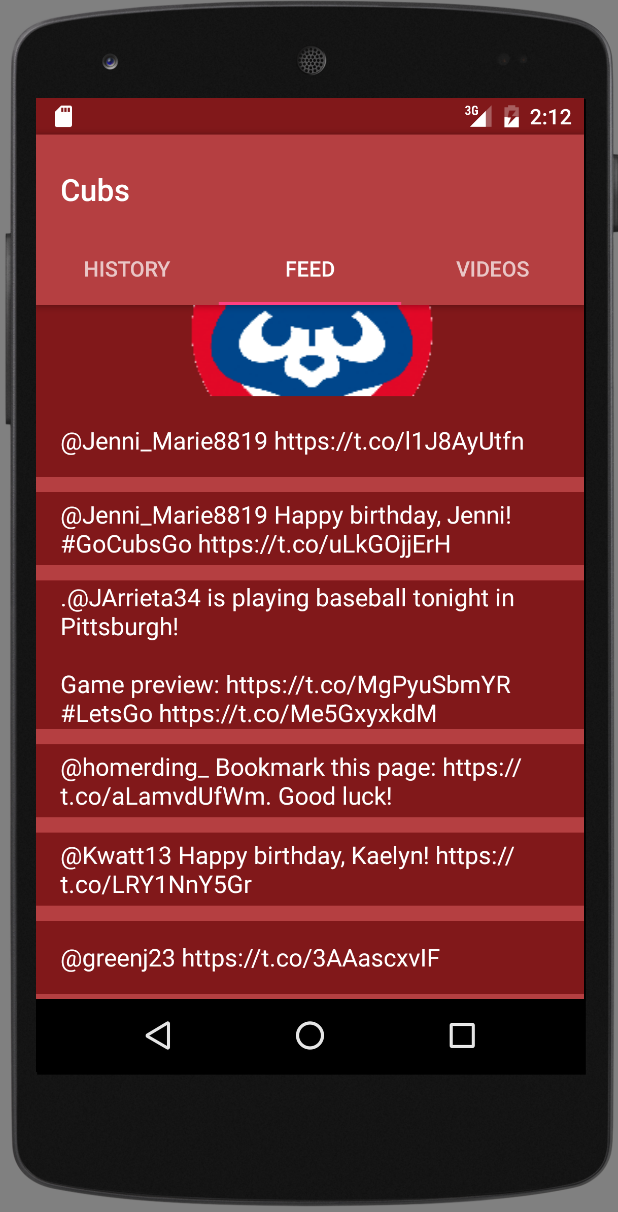 3G 2:12
Cubs
HISTORY FEED VIDEOS
@Jenni_Marie8819 https://t.co/l1J8AyUtfn
@Jenni_Marie8819 Happy birthday, Jenni!
#GoCubsGo https://t.co/uLkGOjjErH
.@JArrieta34 is playing baseball tonight in
Pittsburgh!
Game preview: https://t.co/MgPyuSbmYR
#LetsGo https://t.co/Me5GxyxkdM
@homerding_ Bookmark this page: https://
t.co/aLamvdUfWm. Good luck!
@Kwatt13 Happy birthday, Kaelyn! https://
t.co/LRY1NnY5Gr
@greenj23 https://t.co/3AAascxvIF